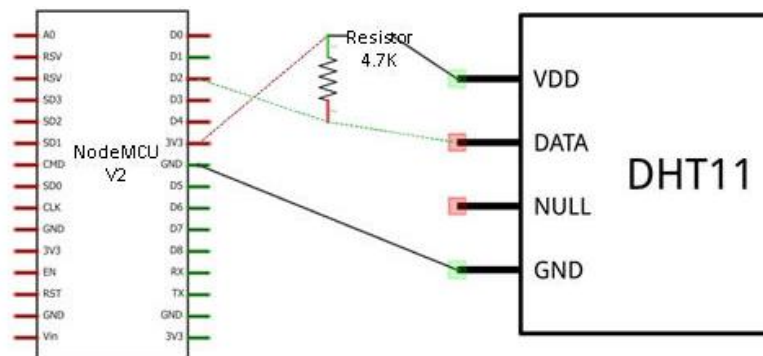 A0
RSV
RSV
SD3
SD2
SD1
CMD
SD0
CLK
GND
3V3
EN
RST
GND
Vin
NodeMCU
V2
D0
D1
D2
D3
D4
3V3
GND
D5
D6
D7
D8
RX
TX
GND
3V3
Resistor
4.7K
VDD
DATA
NULL
GND
DHT11